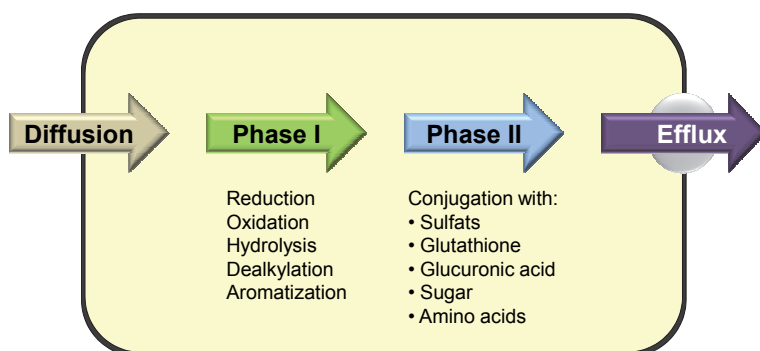 Diffusion
Phase I
Phase II
Efflux
Reduction
Oxidation
Hydrolysis
Dealkylation
Aromatization
Conjugation with:
• Sulfats
• Glutathione
• Glucuronic acid
• Sugar
• Amino acids